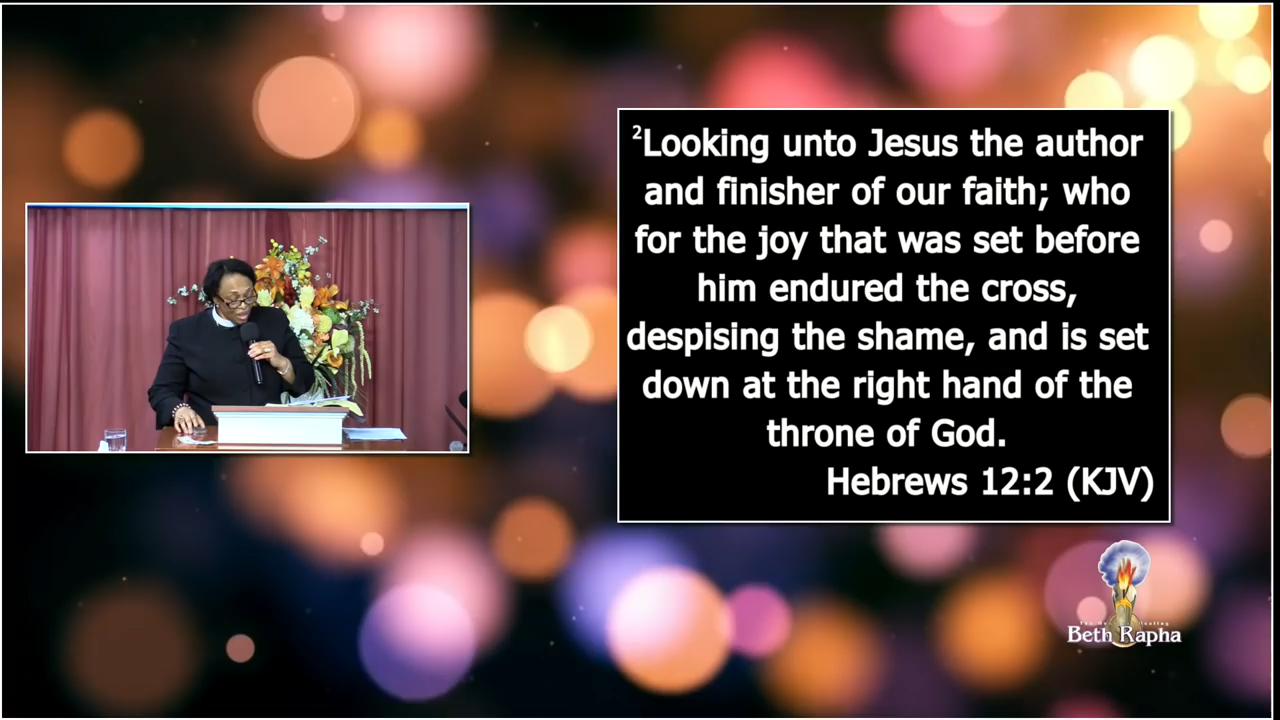 ²Looking unto Jesus the author
and finisher of our faith; who
for the joy that was set before
him endured the cross,
despising the shame, and is set
down at the right hand of the
throne of God.
Hebrews 12:2 (KJV)
Beth Rapha